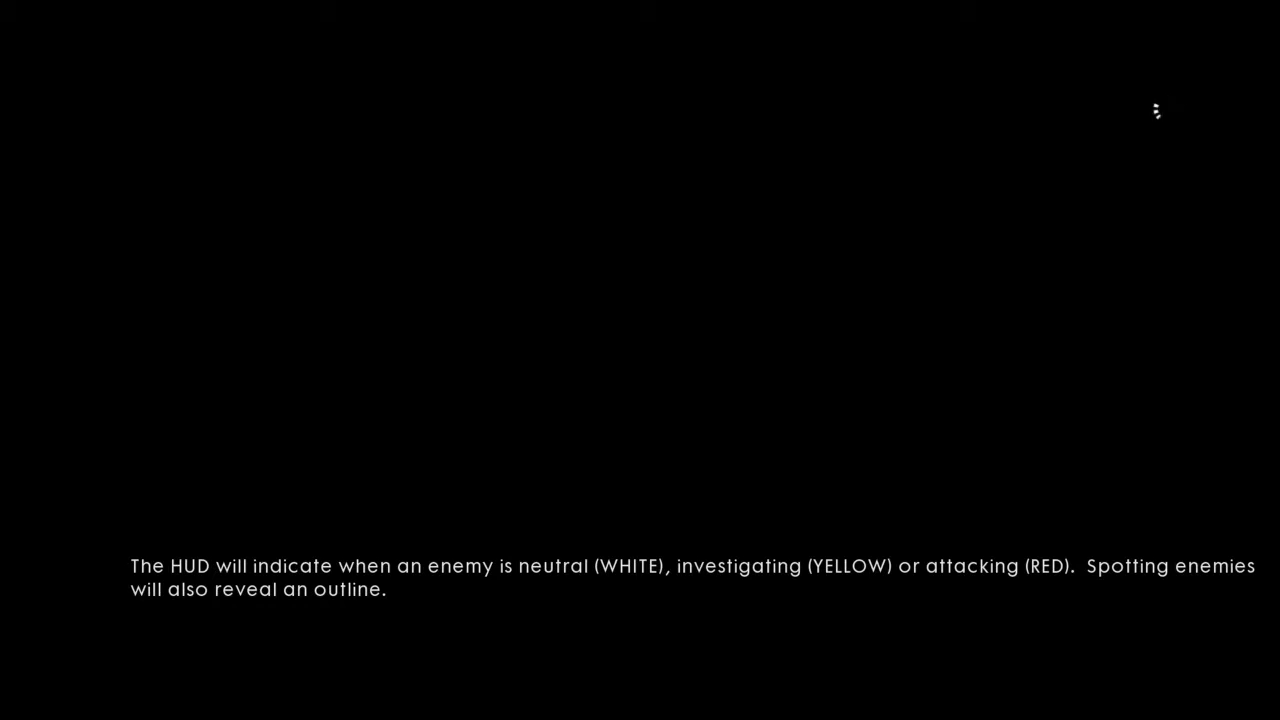 The HUD will indicate when an enemy is neutral (WHITE), investigating (YELLOW) or attacking (RED).  Spotting enemies
will also reveal an outline.